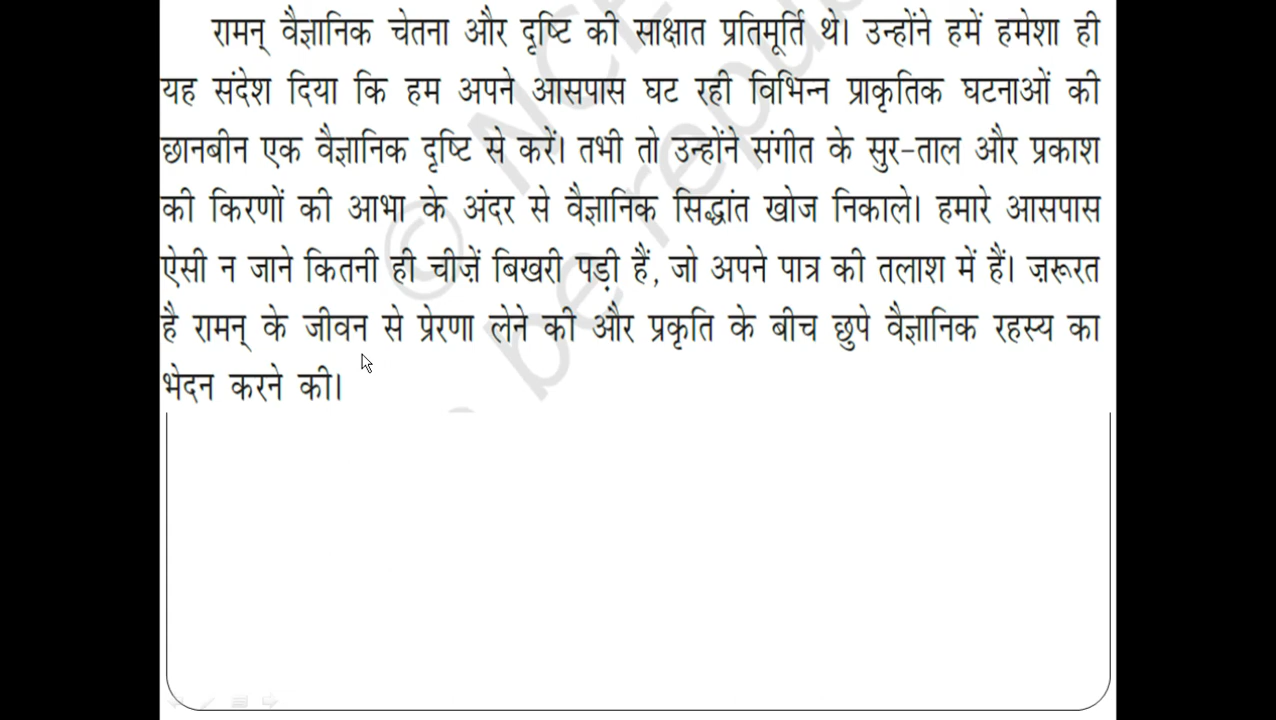 रामन् वैज्ञानिक चेतना और दृष्टि की साक्षात प्रतिमूर्ति थे। उन्होंने हमें हमेशा ही
यह संदेश दिया कि हम अपने आसपास घट रही विभिन्न प्राकृतिक घटनाओं की
छानबीन एक वैज्ञानिक दृष्टि से करें। तभी तो उन्होंने संगीत के सुर-ताल और प्रकाश
की किरणों की आभा के अंदर से वैज्ञानिक सिद्धांत खोज निकाले। हमारे आसपास
ऐसी न जाने कितनी ही चीज़ें बिखरी पड़ी हैं, जो अपने पात्र की तलाश में हैं। ज़रूरत
है रामन् के जीवन से प्रेरणा लेने की और प्रकृति के बीच छुपे वैज्ञानिक रहस्य का
भेदन करने की।